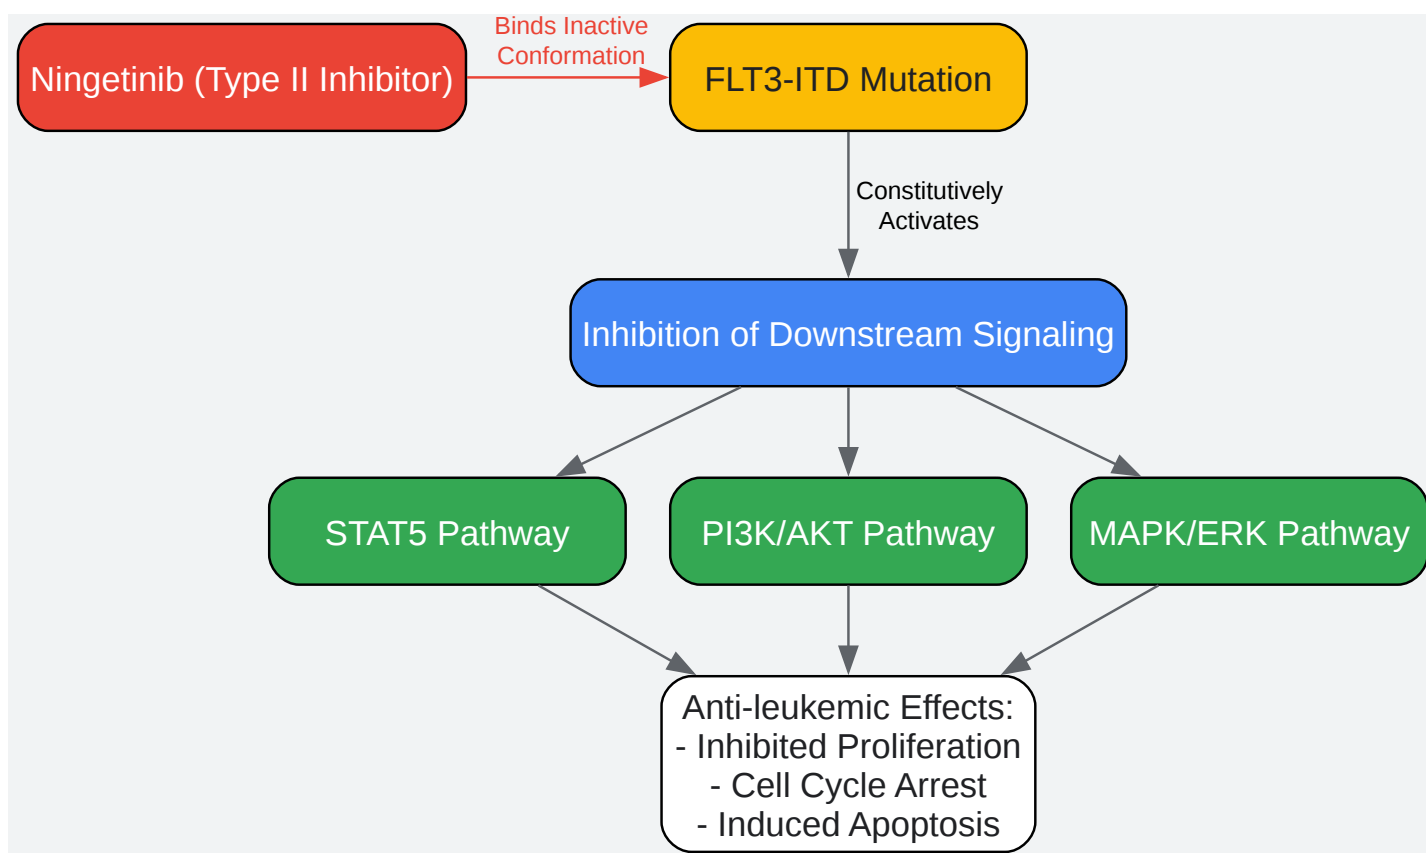 Binds Inactive
Conformation
Ningetinib (Type II Inhibitor)
FLT3-ITD Mutation
Constitutively
Activates
Inhibition of Downstream Signaling
STAT5 Pathway
PI3K/AKT Pathway
MAPK/ERK Pathway
Anti-leukemic Effects:
- Inhibited Proliferation
- Cell Cycle Arrest
- Induced Apoptosis